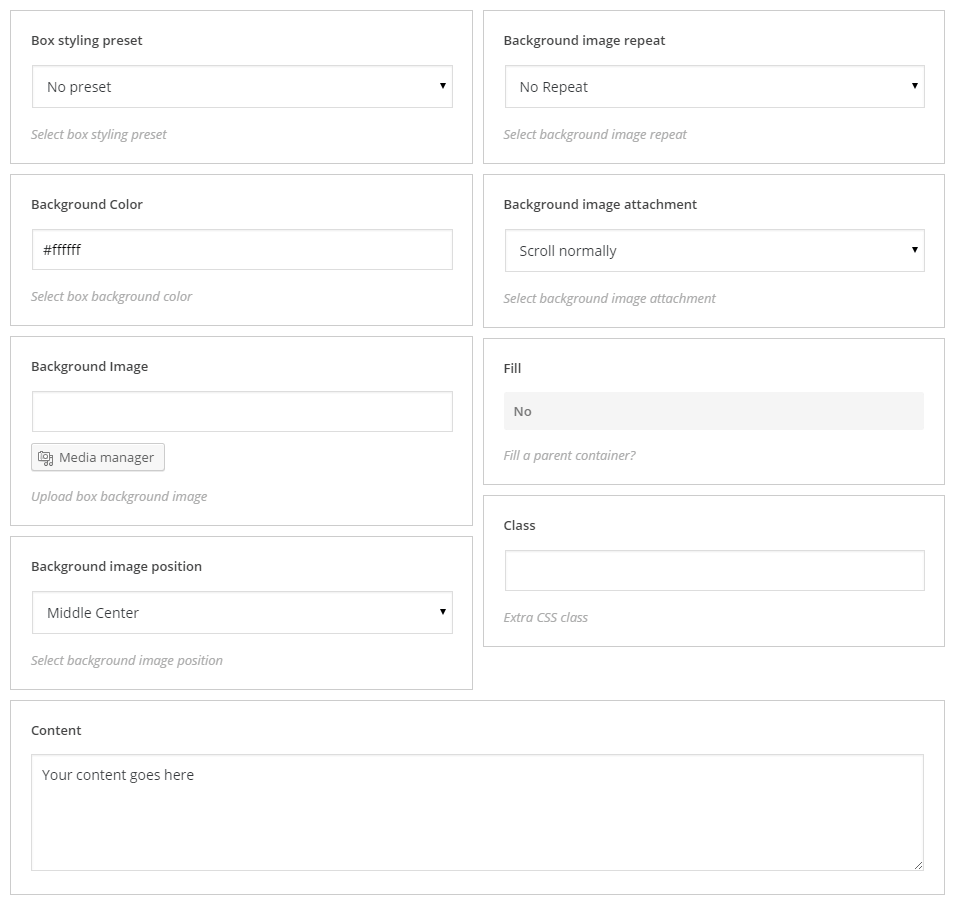 Box styling preset
No preset
Select box styling preset
Background Color
#ffffff
Select box background color
Background Image
Media manager
Upload box background image
Background image position
Middle Center
Select background image position
Background image repeat
No Repeat
Select background image repeat
Background image attachment
Scroll normally
Select background image attachment
Fill
No
Fill a parent container?
Class
Extra CSS class
Content
Your content goes here